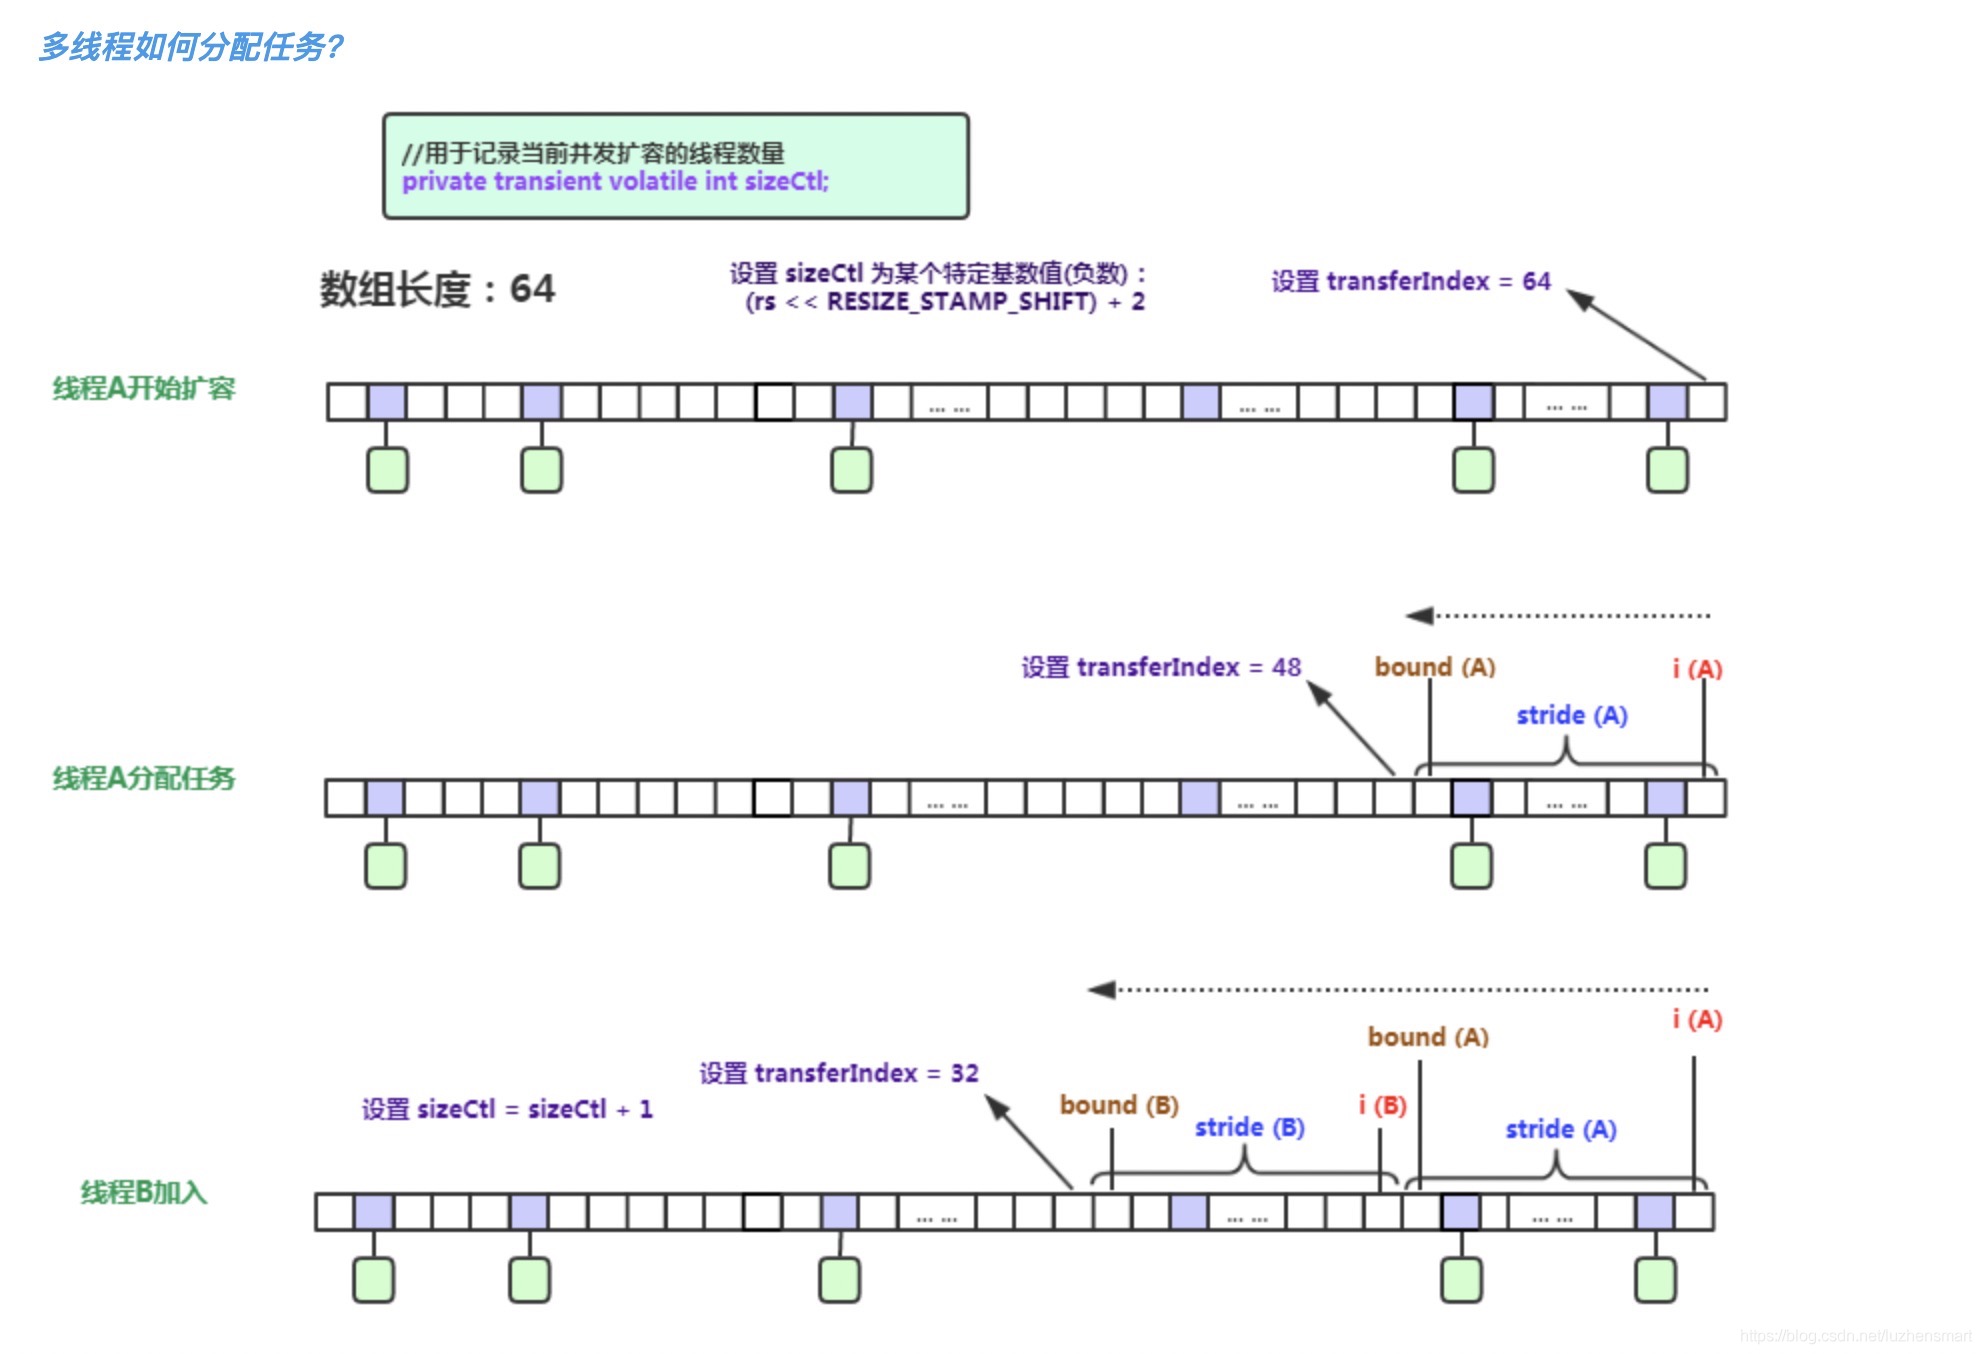 多线程如何分配任务?
//用于记录当前并发扩容的线程数量
private transient volatile int sizeCtl;
数组长度：64
设置 sizeCtl 为某个特定基数值(负数)：
(rs << RESIZE_STAMP_SHIFT) + 2
设置 transferIndex = 64
线程A开始扩容
... ...
... ...
... ...
设置 transferIndex = 48
bound (A)
i (A)
stride (A)
线程A分配任务
... ...
... ...
... ...
i (A)
bound (A)
设置 transferIndex = 32
设置 sizeCtl = sizeCtl + 1
bound (B)
i (B)
stride (B)
stride (A)
线程B加入
... ...
... ...
... ...
https://blog.csdn.net/luzhensmart